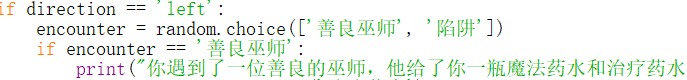 if direction == 'left':
    encounter = random.choice(['善良巫师', '陷阱'])
    if encounter == '善良巫师':
        print("你遇到了一位善良的巫师，他给了你一瓶魔法药水和治疗药水